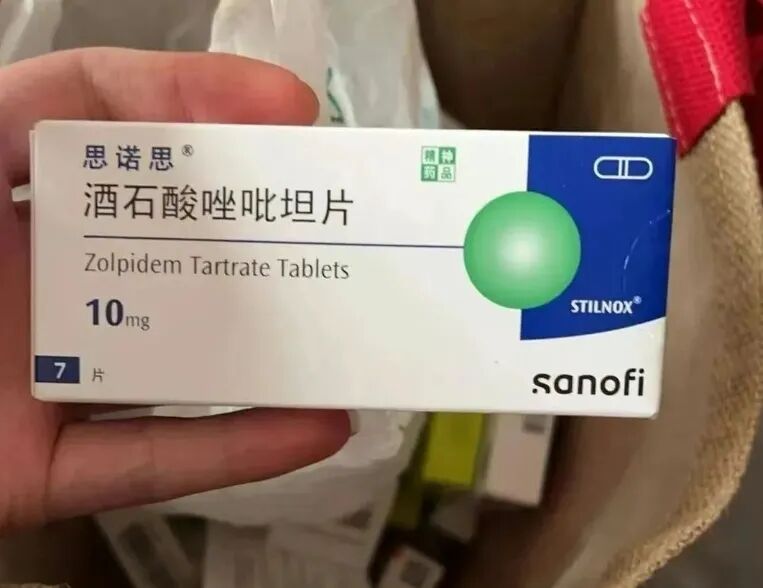 思诺思®
精神
药品
酒石酸唑吡坦片
Zolpidem Tartrate Tablets
10mg
STILNOX®
7 片
sanofi